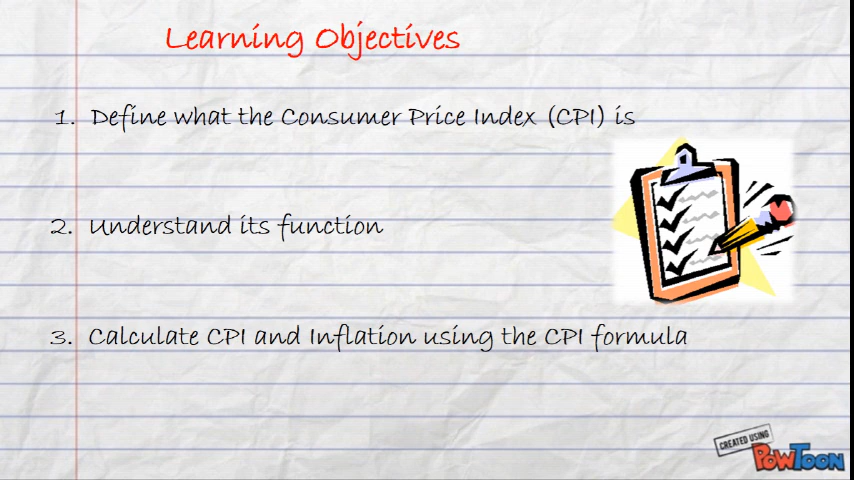 Learning Objectives
1. Define what the Consumer Price Index (CPI) is
2. Understand its function
3. Calculate CPI and Inflation using the CPI formula
CREATED USING
POWTOON